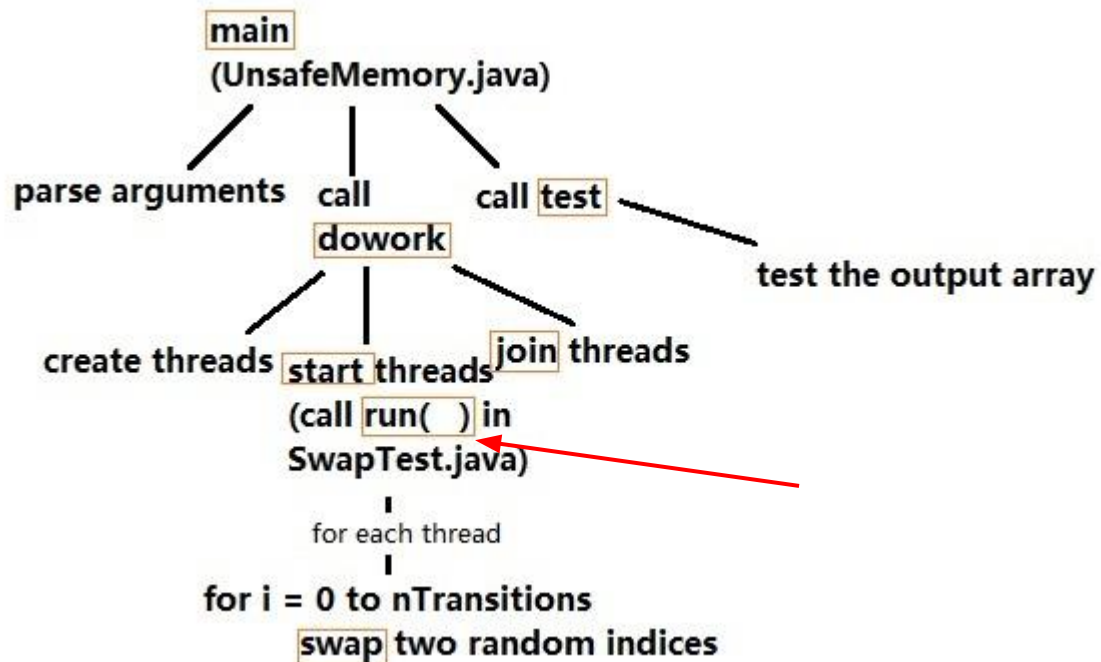 main
(UnsafeMemory.java)
parse arguments
call
dowork
call test
test the output array
create threads
start threads
(call run( ) in
SwapTest.java)
join threads
for each thread
for i = 0 to nTransitions
swap two random indices